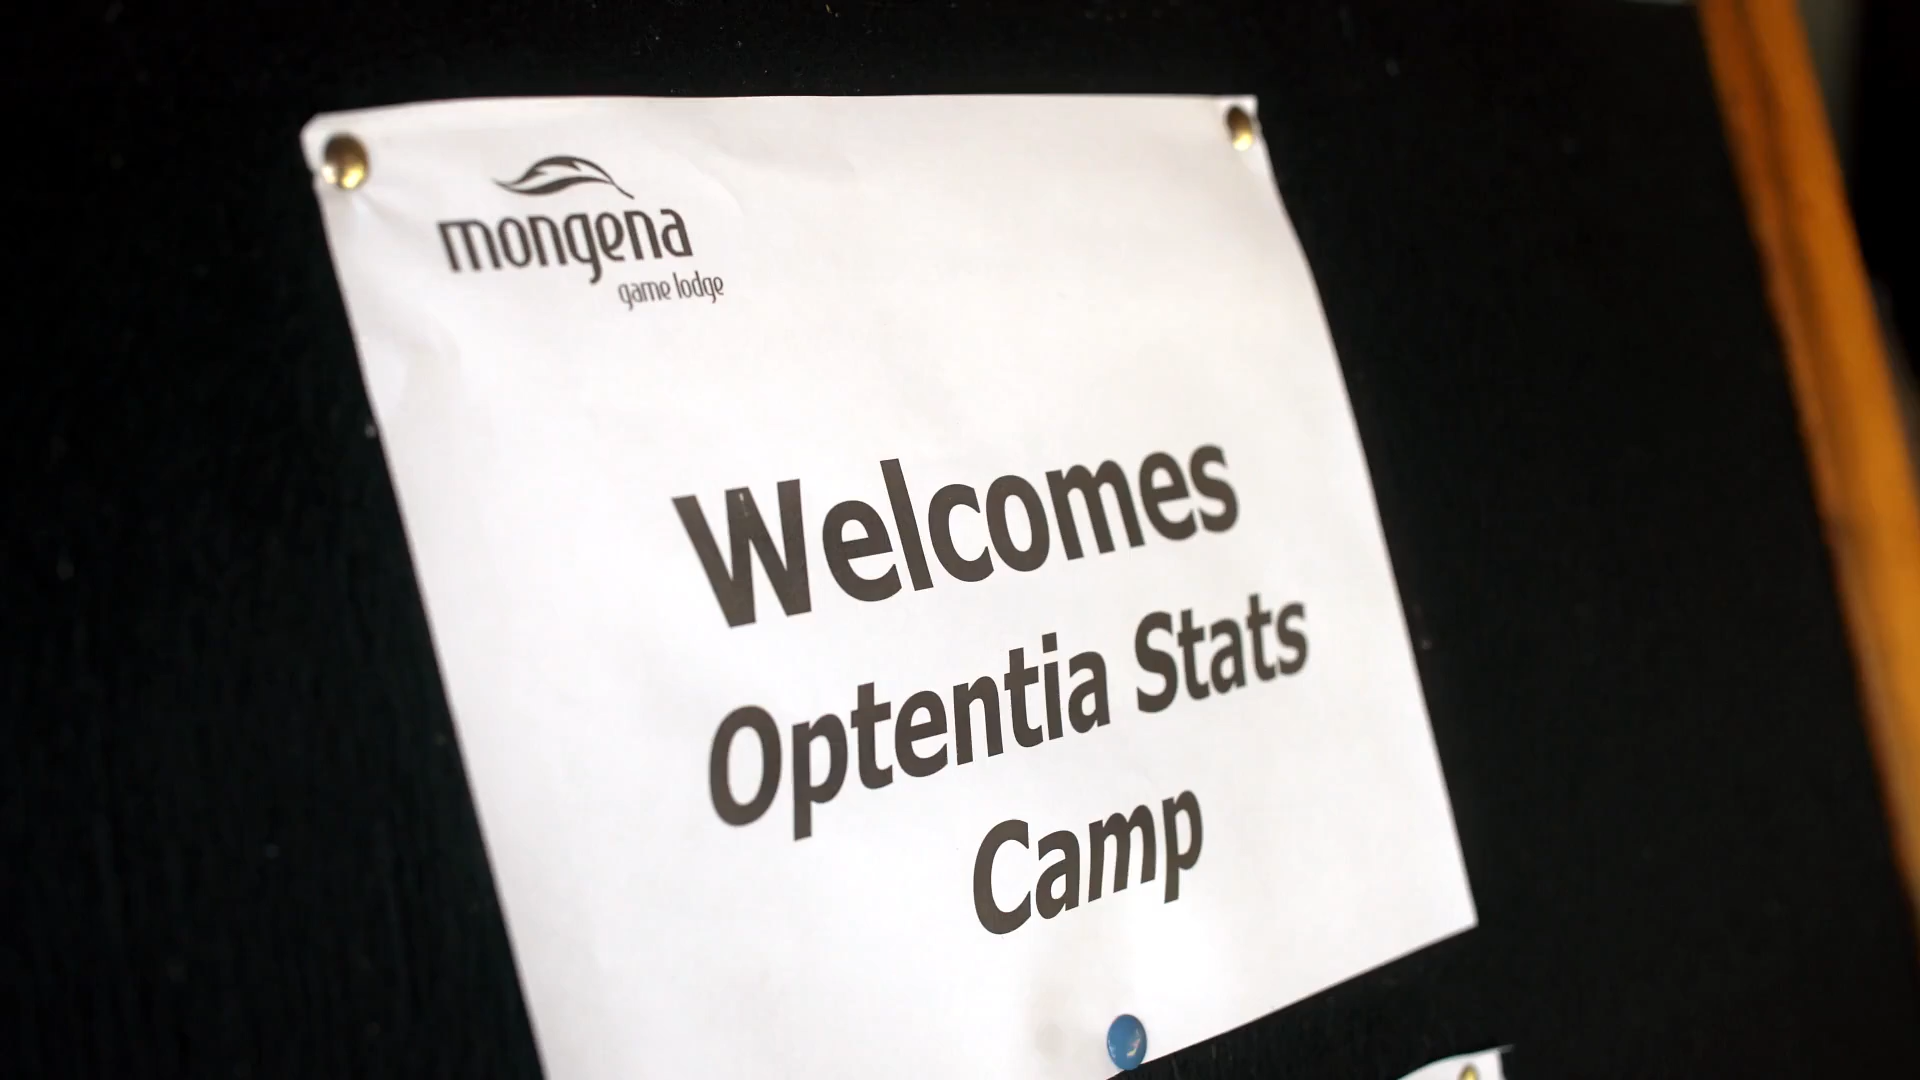 mongena
game lodge
Welcomes
Optentia Stats
Camp